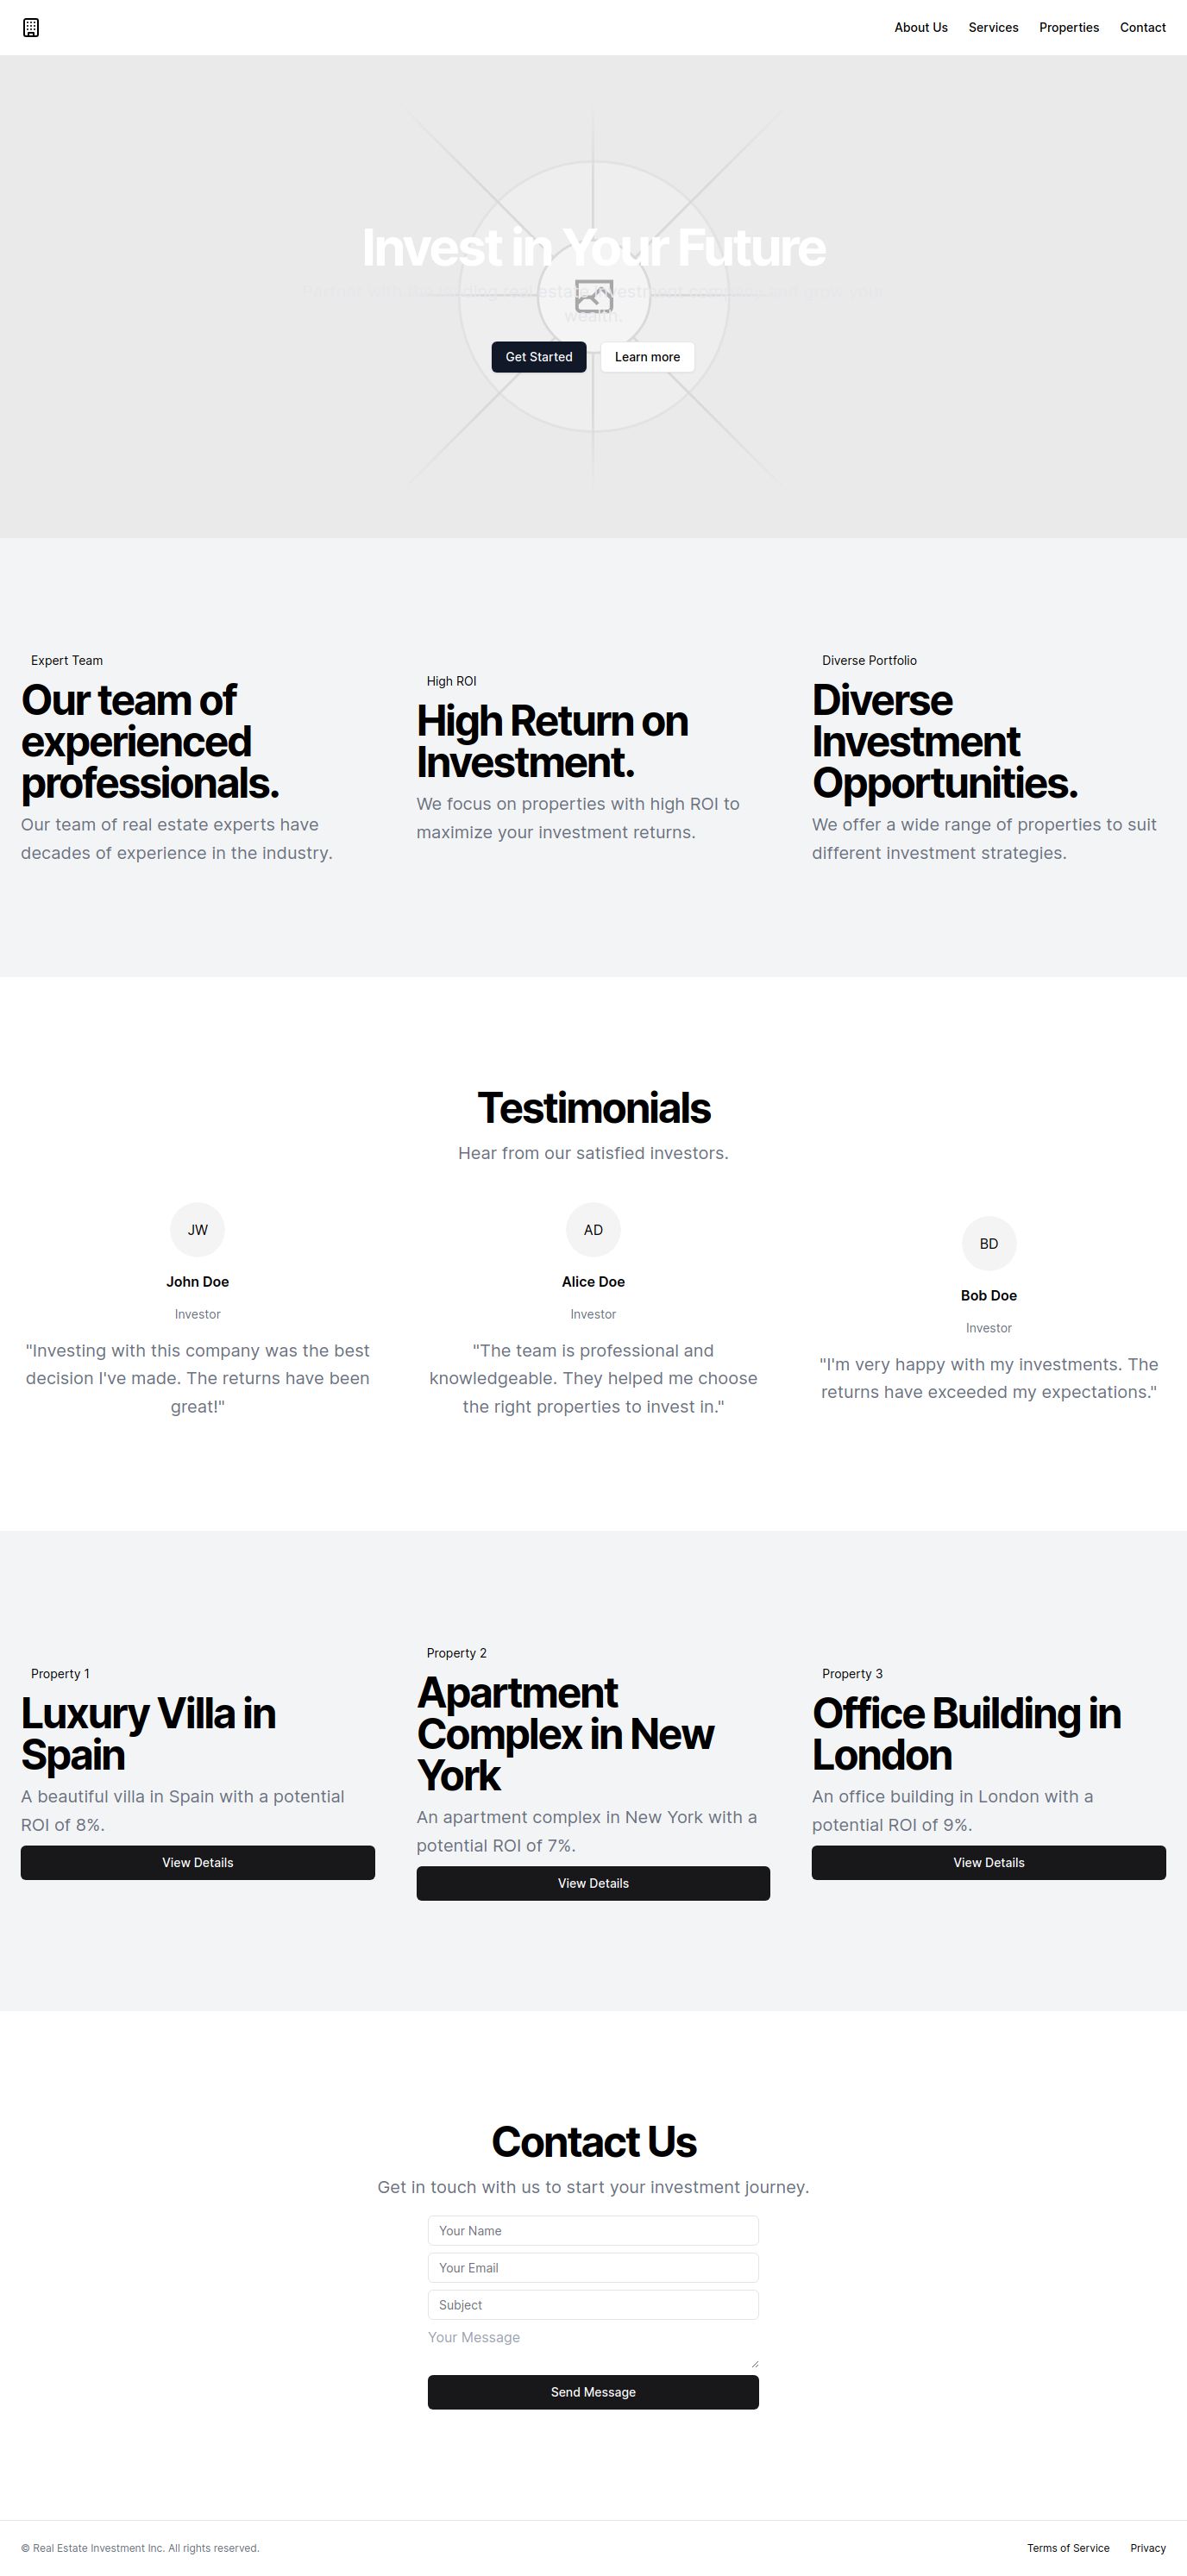 About Us
Services
Properties
Contact
Invest in Your Future
Partner with the leading real estate investment company and grow your
wealth.
Get Started
Learn more
Expert Team
Our team of
experienced
professionals.
Our team of real estate experts have
decades of experience in the industry.
High ROI
High Return on
Investment.
We focus on properties with high ROI to
maximize your investment returns.
Diverse Portfolio
Diverse
Investment
Opportunities.
We offer a wide range of properties to suit
different investment strategies.
Testimonials
Hear from our satisfied investors.
JW
John Doe
Investor
"Investing with this company was the best
decision I've made. The returns have been
great!"
AD
Alice Doe
Investor
"The team is professional and
knowledgeable. They helped me choose
the right properties to invest in."
BD
Bob Doe
Investor
"I'm very happy with my investments. The
returns have exceeded my expectations."
Property 1
Luxury Villa in
Spain
A beautiful villa in Spain with a potential
ROI of 8%.
View Details
Property 2
Apartment
Complex in New
York
An apartment complex in New York with a
potential ROI of 7%.
View Details
Property 3
Office Building in
London
An office building in London with a
potential ROI of 9%.
View Details
Contact Us
Get in touch with us to start your investment journey.
Your Name
Your Email
Subject
Your Message
Send Message
© Real Estate Investment Inc. All rights reserved.
Terms of Service
Privacy